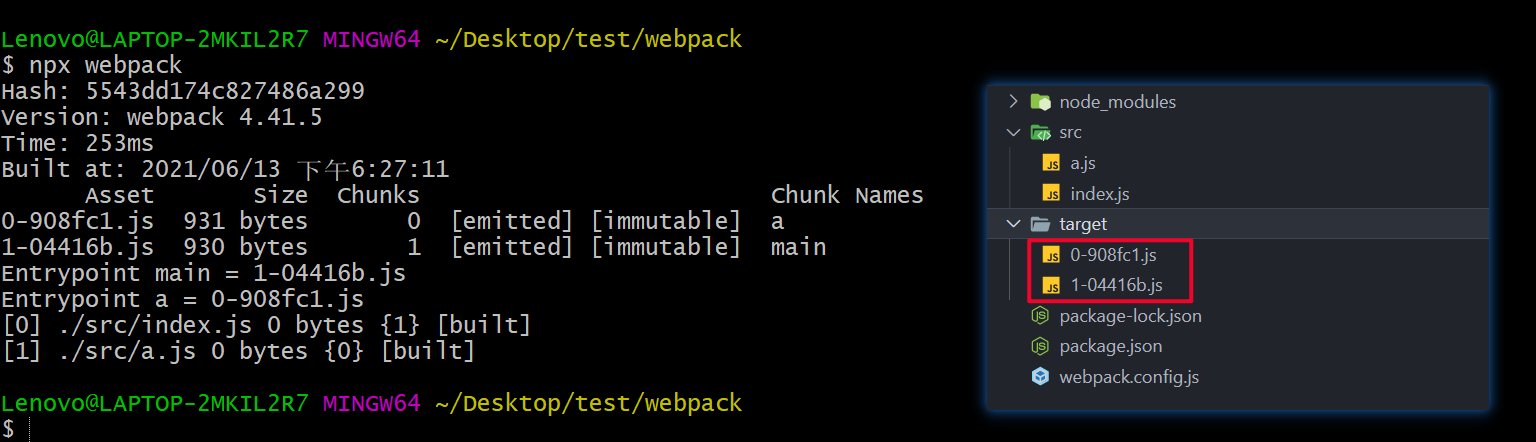 Lenovo@LAPTOP-2MKIL2R7 MINGW64 ~/Desktop/test/webpack
$ npx webpack
Hash: 5543dd174c827486a299
Version: webpack 4.41.5
Time: 253ms
Built at: 2021/06/13 下午6:27:11
      Asset       Size  Chunks                         Chunk Names
0-908fc1.js  931 bytes       0  [emitted] [immutable]  a
1-04416b.js  930 bytes       1  [emitted] [immutable]  main
Entrypoint main = 1-04416b.js
Entrypoint a = 0-908fc1.js
[0] ./src/index.js 0 bytes {1} [built]
[1] ./src/a.js 0 bytes {0} [built]
Lenovo@LAPTOP-2MKIL2R7 MINGW64 ~/Desktop/test/webpack
$
node_modules
src
JS a.js
JS index.js
target
JS 0-908fc1.js
JS 1-04416b.js
package-lock.json
package.json
webpack.config.js